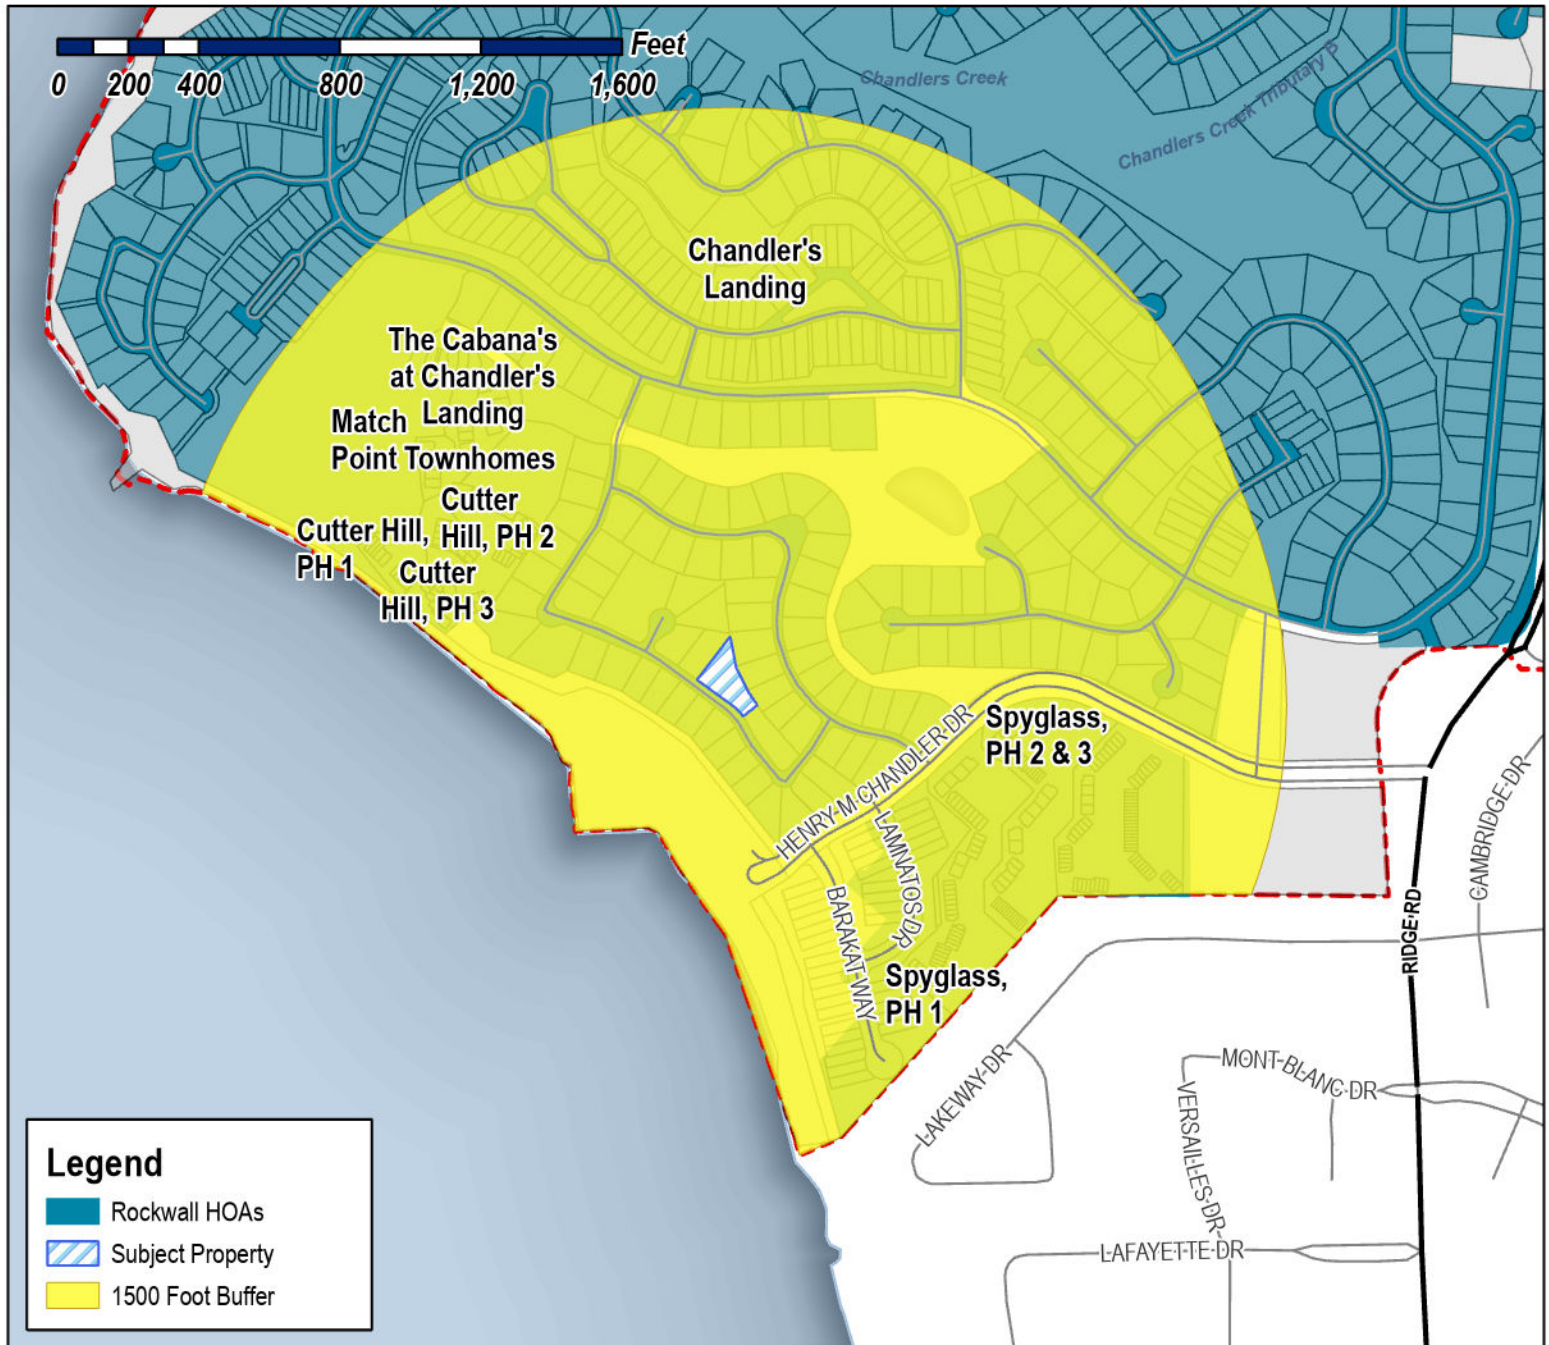 Feet
0 200 400 800 1,200 1,600
Chandlers Creek
Chandlers Creek Tributary B
Chandler's
Landing
The Cabana's
at Chandler's
Landing
Match
Point Townhomes
Cutter
Hill, PH 2
Cutter Hill,
PH 1
Cutter
Hill, PH 3
Spyglass,
PH 2 & 3
HENRY M CHANDLER DR
LAMNATOS DR
BARAKAT WAY
Spyglass,
PH 1
CAMBRIDGE DR
RIDGE RD
LAKEWAY DR
MONT BLANC DR
VERSAILLES DR
LAFAYETTE DR
Legend
Rockwall HOAs
Subject Property
1500 Foot Buffer